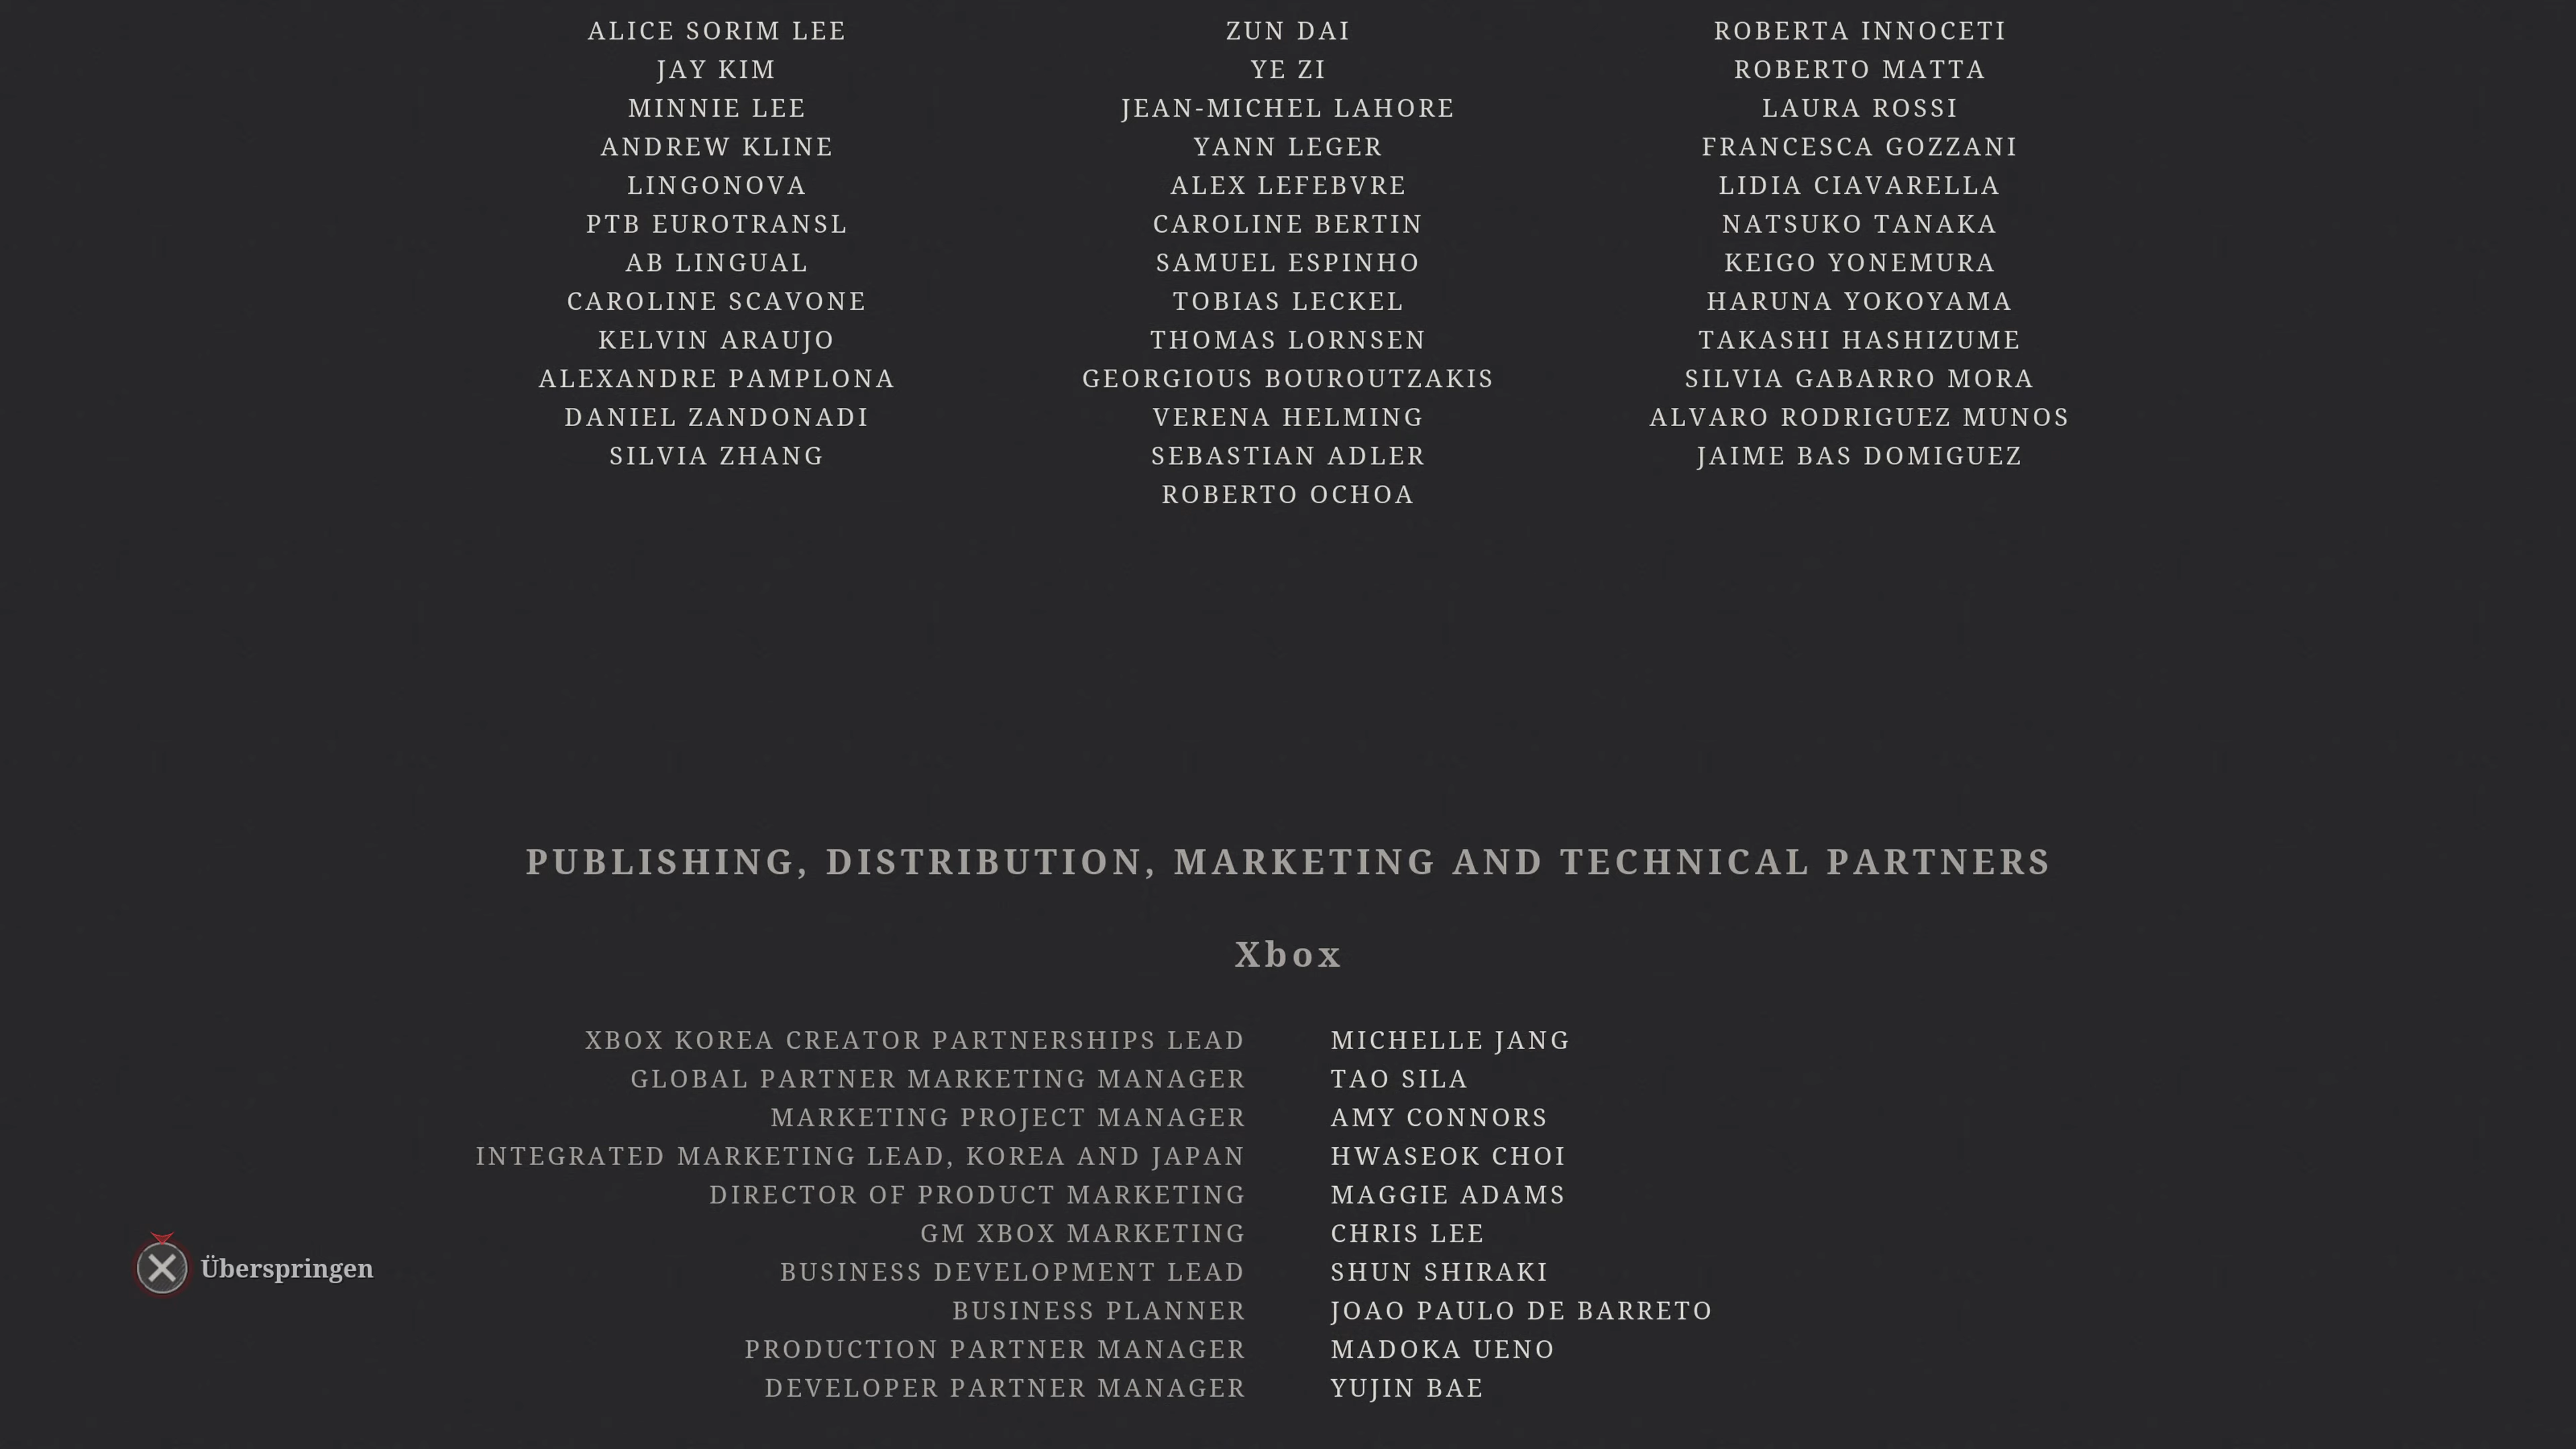 ALICE SORIM LEE
JAY KIM
MINNIE LEE
ANDREW KLINE
LINGONOVA
PTB EUROTRANSL
AB LINGUAL
CAROLINE SCAVONE
KELVIN ARAUJO
ALEXANDRE PAMPLONA
DANIEL ZANDONADI
SILVIA ZHANG
ZUN DAI
YE ZI
JEAN-MICHEL LAHORE
YANN LEGER
ALEX LEFEBVRE
CAROLINE BERTIN
SAMUEL ESPINHO
TOBIAS LECKEL
THOMAS LORNSEN
GEORGIOUS BOUROUTZAKIS
VERENA HELMING
SEBASTIAN ADLER
ROBERTO OCHOA
ROBERTA INNOCETI
ROBERTO MATTA
LAURA ROSSI
FRANCESCA GOZZANI
LIDIA CIAVARELLA
NATSUKO TANAKA
KEIGO YONEMURA
HARUNA YOKOYAMA
TAKASHI HASHIZUME
SILVIA GABARRO MORA
ALVARO RODRIGUEZ MUNOS
JAIME BAS DOMIGUEZ
PUBLISHING, DISTRIBUTION, MARKETING AND TECHNICAL PARTNERS
Xbox
XBOX KOREA CREATOR PARTNERSHIPS LEAD MICHELLE JANG
GLOBAL PARTNER MARKETING MANAGER TAO SILA
MARKETING PROJECT MANAGER AMY CONNORS
INTEGRATED MARKETING LEAD, KOREA AND JAPAN HWASEOK CHOI
DIRECTOR OF PRODUCT MARKETING MAGGIE ADAMS
GM XBOX MARKETING CHRIS LEE
BUSINESS DEVELOPMENT LEAD SHUN SHIRAKI
BUSINESS PLANNER JOAO PAULO DE BARRETO
PRODUCTION PARTNER MANAGER MADOKA UENO
DEVELOPER PARTNER MANAGER YUJIN BAE
Überspringen